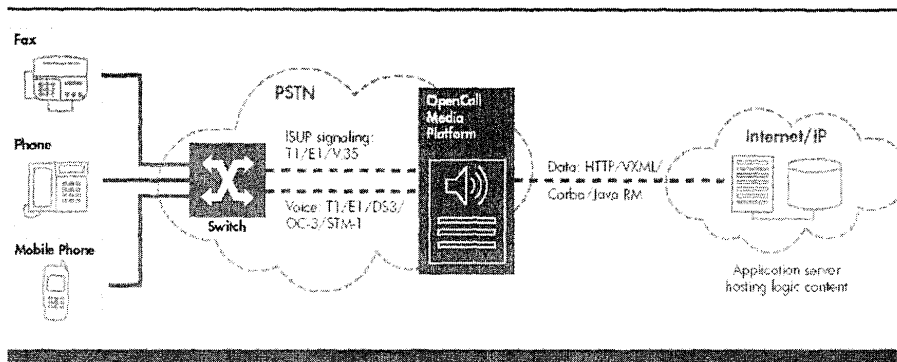 Fax
PSTN
OpenCall
Media
Platform
Internet/IP
ISUP signaling:
T1/E1/V.35
Phone
Data: HTTP/VXML/
Corba/Java RM
Voice: T1/E1/DS3/
OC-3/STM-1
Switch
Mobile Phone
Application server
hosting logic content